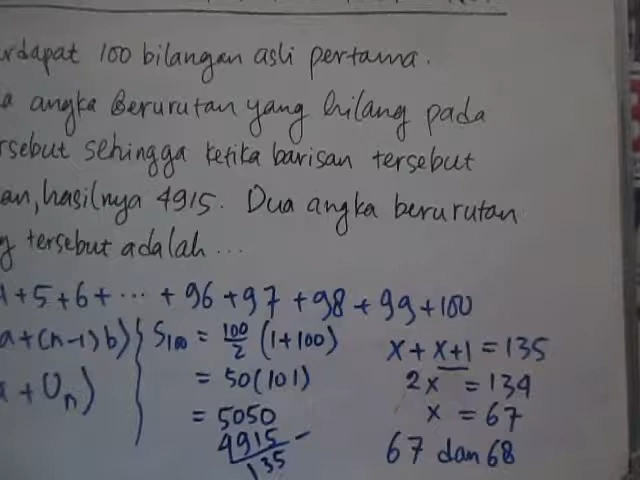 rdapat 100 bilangan asli pertama.
a angka Berurutan yang hilang pada
rsebut sehingga ketika barisan tersebut
an, hasilnya 4915. Dua angka berurutan
g tersebut adalah ...
+5+6+ ... + 96 +97 +98 + 99 +100
a+(n-1)b) S₁₀₀ = 100/2 (1+100)
= 50(101)
= 5050
4915 −
135
+ Un)
x + x+1 = 135
2x = 134
x = 67
67 dan 68